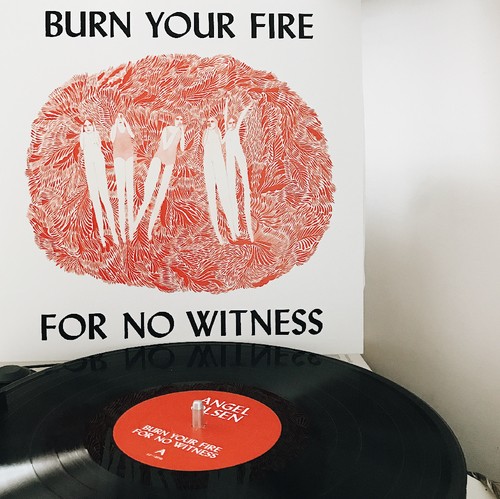 BURN YOUR FIRE
FOR NO WITNESS
ANGEL
OLSEN
BURN YOUR FIRE
FOR NO WITNESS
A